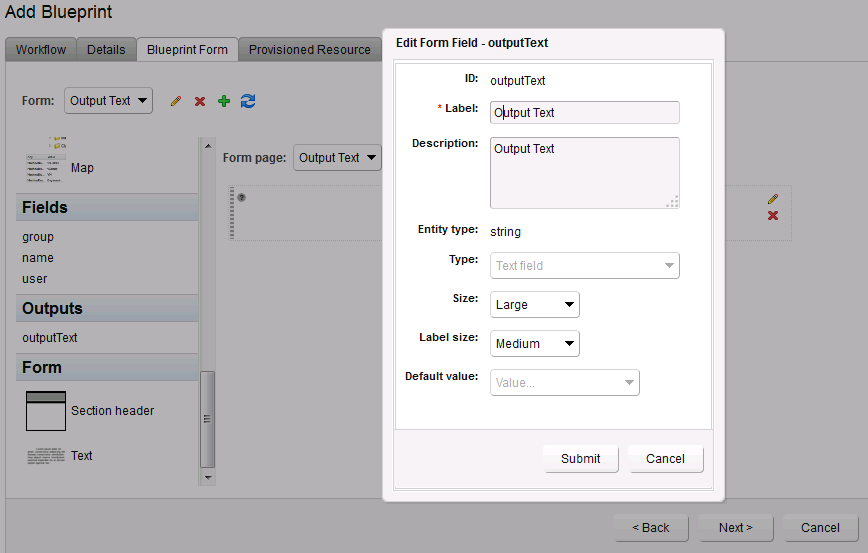 Add Blueprint
Workflow
Details
Blueprint Form
Provisioned Resource
Form:
Output Text
Map
Fields
group
name
user
Outputs
outputText
Form
Section header
Text
Form page:
Output Text
Edit Form Field - outputText
ID:
outputText
* Label:
Output Text
Description:
Output Text
Entity type:
string
Type:
Text field
Size:
Large
Label size:
Medium
Default value:
Value...
Submit
Cancel
< Back
Next >
Cancel